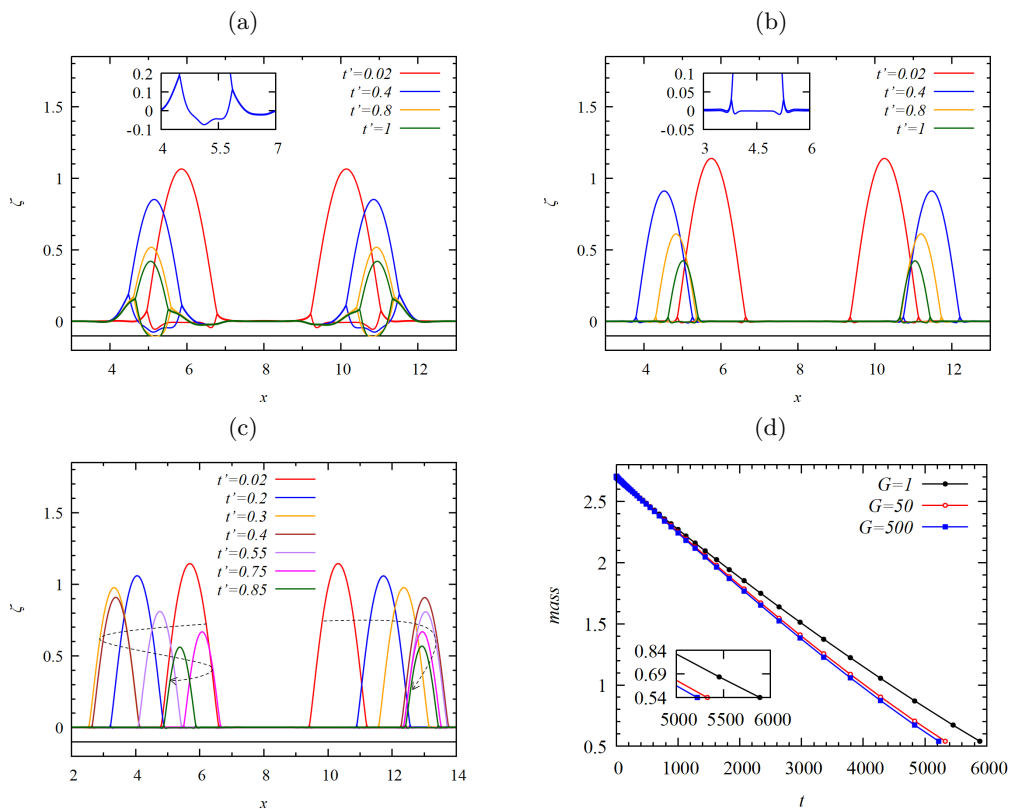 (a)
(b)
1.5
1
0.5
0
ζ
4
6
8
10
12
x
0.2
0.1
0
-0.1
4
5.5
7
t'=0.02
t'=0.4
t'=0.8
t'=1
1.5
1
0.5
0
ζ
4
6
8
10
12
x
0.1
0.05
0
-0.05
3
4.5
6
t'=0.02
t'=0.4
t'=0.8
t'=1
(c)
(d)
1.5
1
0.5
0
ζ
2
4
6
8
10
12
14
x
t'=0.02
t'=0.2
t'=0.3
t'=0.4
t'=0.55
t'=0.75
t'=0.85
2.5
2.0
1.5
1.0
0.5
mass
0
1000
2000
3000
4000
5000
6000
t
G=1
G=50
G=500
0.84
0.69
0.54
5000
5500
6000